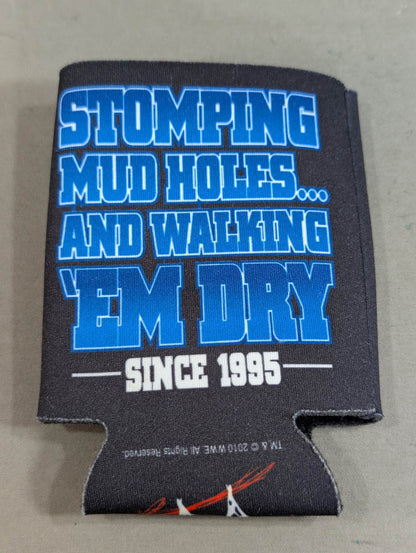 STOMPING
MUD HOLES...
AND WALKING
'EM DRY
SINCE 1995
TM & © 2010 WWE All Rights Reserved.